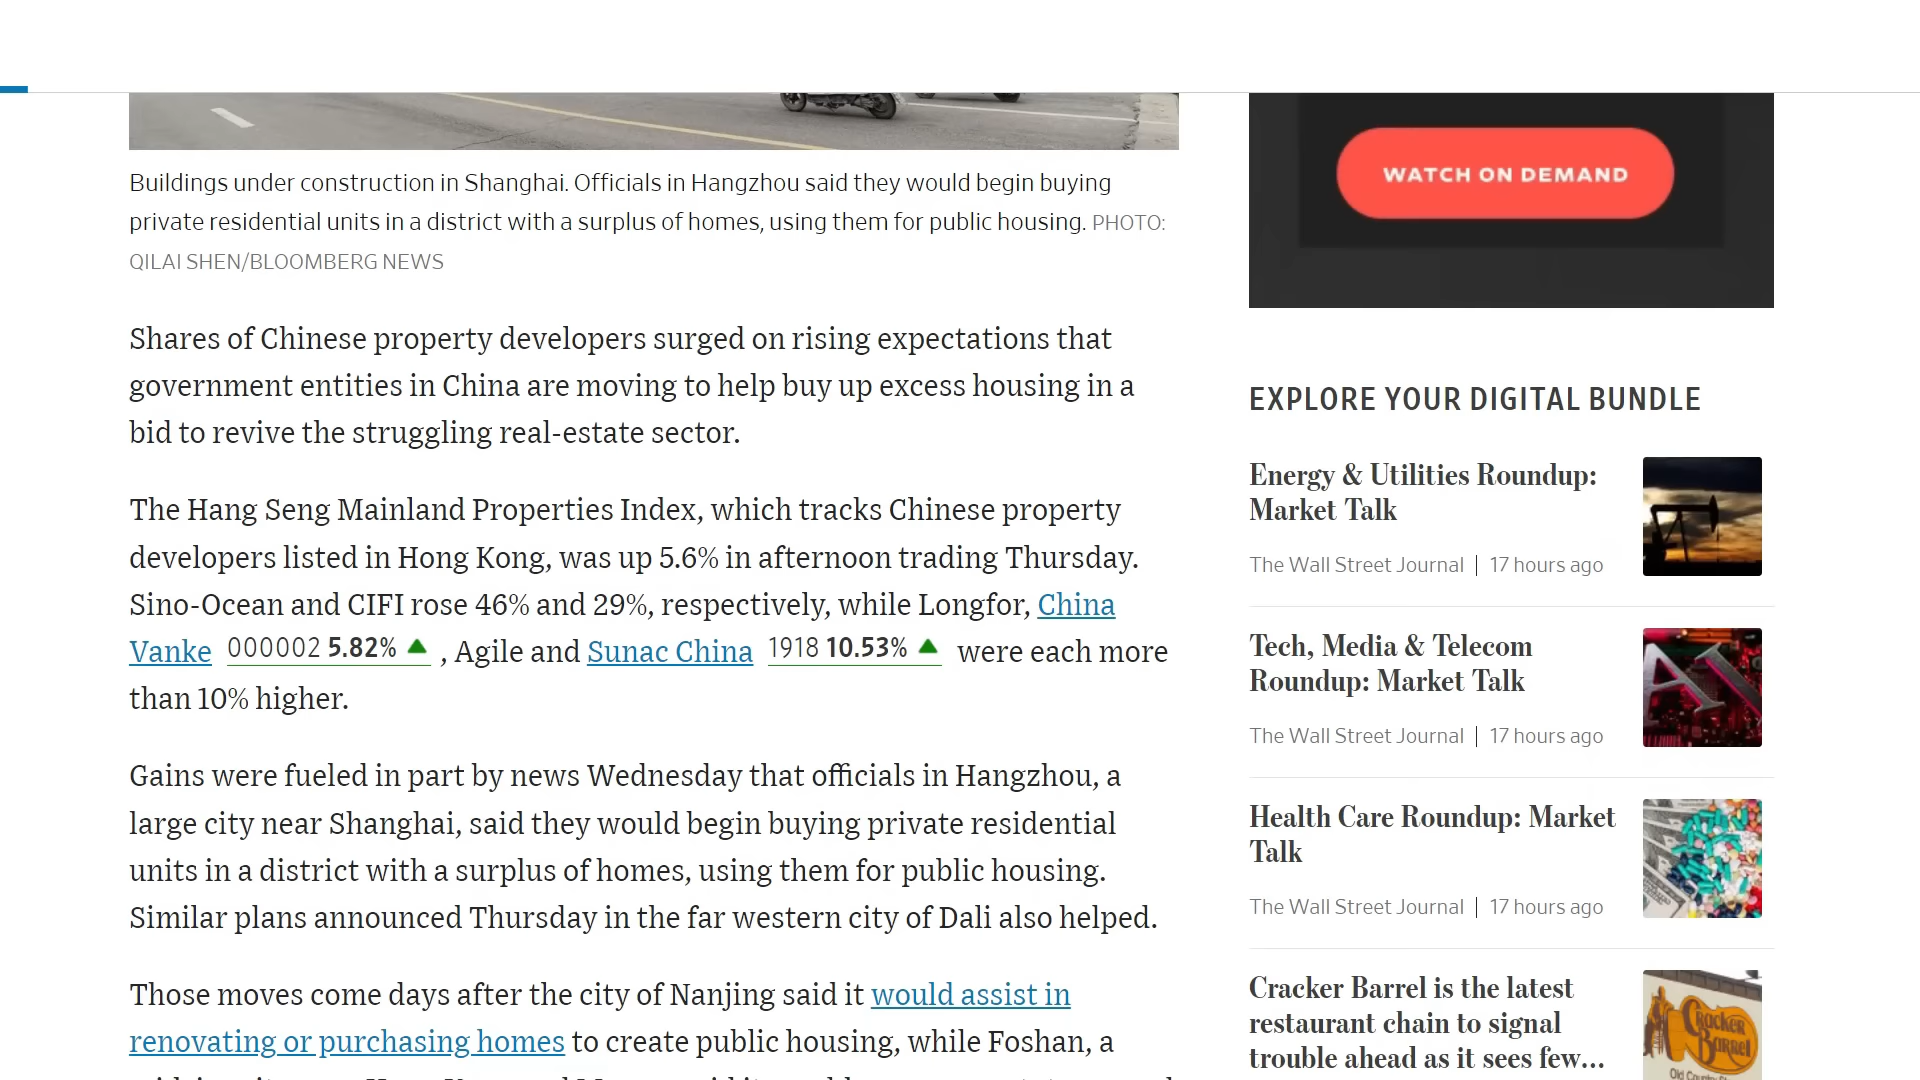 Buildings under construction in Shanghai. Officials in Hangzhou said they would begin buying
private residential units in a district with a surplus of homes, using them for public housing. PHOTO:
QILAI SHEN/BLOOMBERG NEWS
Shares of Chinese property developers surged on rising expectations that
government entities in China are moving to help buy up excess housing in a
bid to revive the struggling real-estate sector.
The Hang Seng Mainland Properties Index, which tracks Chinese property
developers listed in Hong Kong, was up 5.6% in afternoon trading Thursday.
Sino-Ocean and CIFI rose 46% and 29%, respectively, while Longfor, China
Vanke 000002 5.82% ▲ , Agile and Sunac China 1918 10.53% ▲ were each more
than 10% higher.
Gains were fueled in part by news Wednesday that officials in Hangzhou, a
large city near Shanghai, said they would begin buying private residential
units in a district with a surplus of homes, using them for public housing.
Similar plans announced Thursday in the far western city of Dali also helped.
Those moves come days after the city of Nanjing said it would assist in
renovating or purchasing homes to create public housing, while Foshan, a
WATCH ON DEMAND
EXPLORE YOUR DIGITAL BUNDLE
Energy & Utilities Roundup:
Market Talk
The Wall Street Journal | 17 hours ago
Tech, Media & Telecom
Roundup: Market Talk
The Wall Street Journal | 17 hours ago
AI
Health Care Roundup: Market
Talk
The Wall Street Journal | 17 hours ago
Cracker Barrel is the latest
restaurant chain to signal
trouble ahead as it sees few...
Cracker
Barrel
Old Country